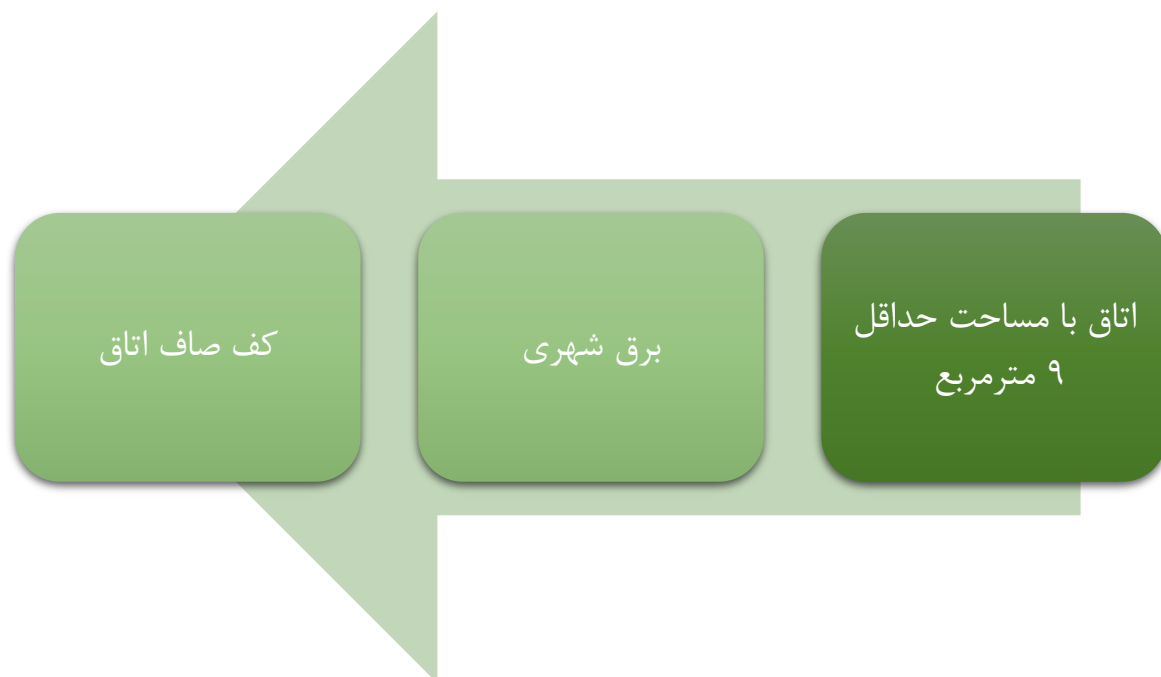 اتاق با مساحت حداقل
۹ مترمربع
برق شهری
کف صاف اتاق